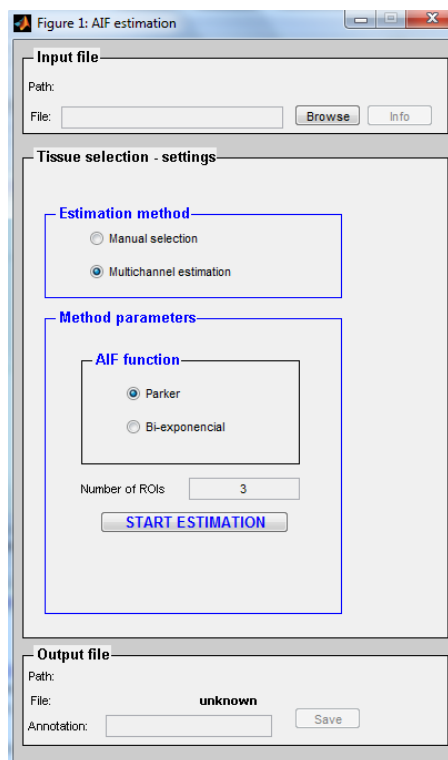 Figure 1: AIF estimation
Input file
Path:
File: Browse Info
Tissue selection - settings
Estimation method
Manual selection
Multichannel estimation
Method parameters
AIF function
Parker
Bi-exponencial
Number of ROIs 3
START ESTIMATION
Output file
Path:
File: unknown
Annotation: Save